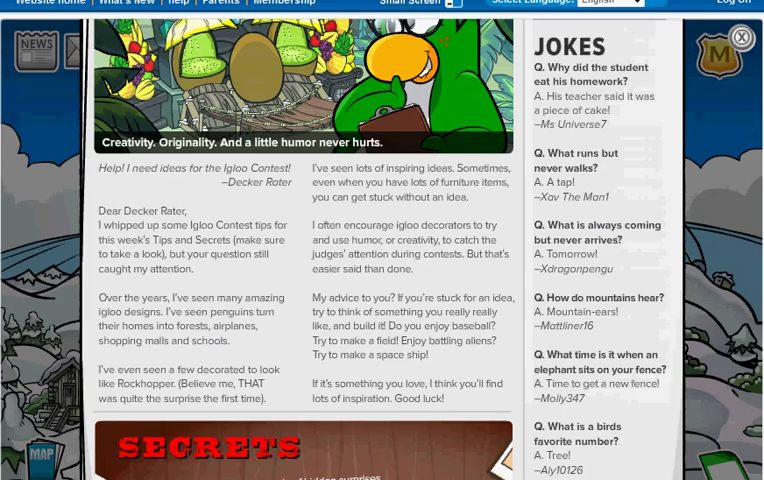 Website home | What's New | Help | Parents | Membership
Small Screen
Select Language: English
Log Off
NEWS
M
Creativity. Originality. And a little humor never hurts.
Help! I need ideas for the Igloo Contest!
–Decker Rater
Dear Decker Rater,
I whipped up some Igloo Contest tips for
this week's Tips and Secrets (make sure
to take a look), but your question still
caught my attention.
Over the years, I've seen many amazing
igloo designs. I've seen penguins turn
their homes into forests, airplanes,
shopping malls and schools.
I've even seen a few decorated to look
like Rockhopper. (Believe me, THAT
was quite the surprise the first time).
I've seen lots of inspiring ideas. Sometimes,
even when you have lots of furniture items,
you can get stuck without an idea.
I often encourage igloo decorators to try
and use humor, or creativity, to catch the
judges' attention during contests. But that's
easier said than done.
My advice to you? If you're stuck for an idea,
try to think of something you really really
like, and build it! Do you enjoy baseball?
Try to make a field! Enjoy battling aliens?
Try to make a space ship!
If it's something you love, I think you'll find
lots of inspiration. Good luck!
SECRETS
of hidden surprises
JOKES
Q. Why did the student
eat his homework?
A. His teacher said it was
a piece of cake!
–Ms Universe7
Q. What runs but
never walks?
A. A tap!
–Xav The Man1
Q. What is always coming
but never arrives?
A. Tomorrow!
–Xdragonpengu
Q. How do mountains hear?
A. Mountain-ears!
–Mattliner16
Q. What time is it when an
elephant sits on your fence?
A. Time to get a new fence!
–Molly347
Q. What is a birds
favorite number?
A. Tree!
–Aly10126
MAP